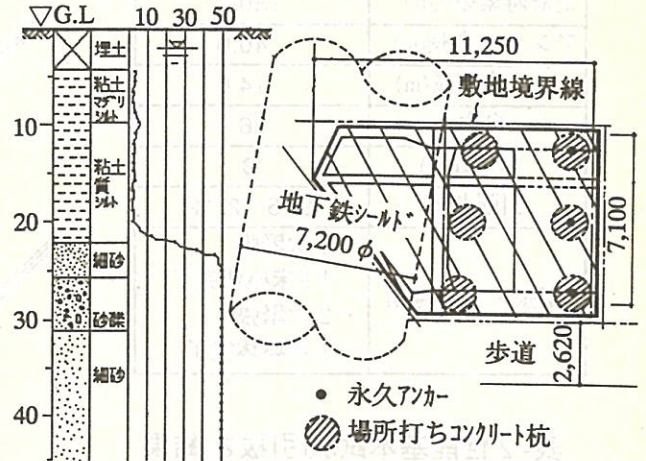 ▽G.L 10 30 50
埋土
粘土
マヂリ
シルト
10
粘土
質
シルト
20
細砂
30
砂礫
細砂
40
11,250
敷地境界線
地下鉄シールド
7,200φ
7,100
歩道
2,620
• 永久アンカー
場所打ちコンクリート杭